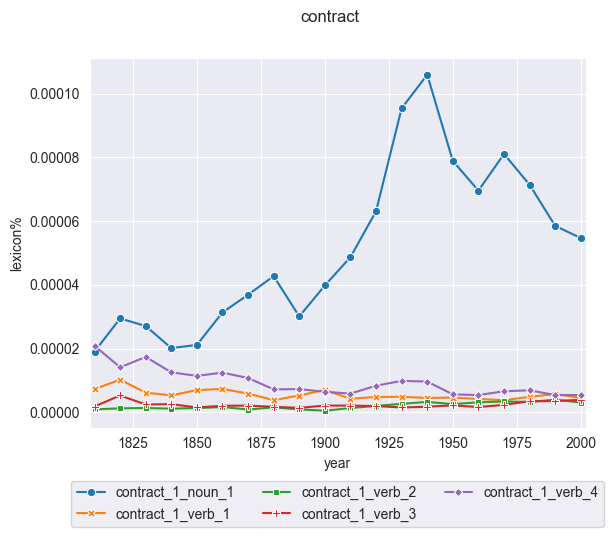 contract
0.00010
0.00008
0.00006
0.00004
0.00002
0.00000
lexicon%
1825 1850 1875 1900 1925 1950 1975 2000
year
contract_1_noun_1 contract_1_verb_2 contract_1_verb_4
contract_1_verb_1 contract_1_verb_3